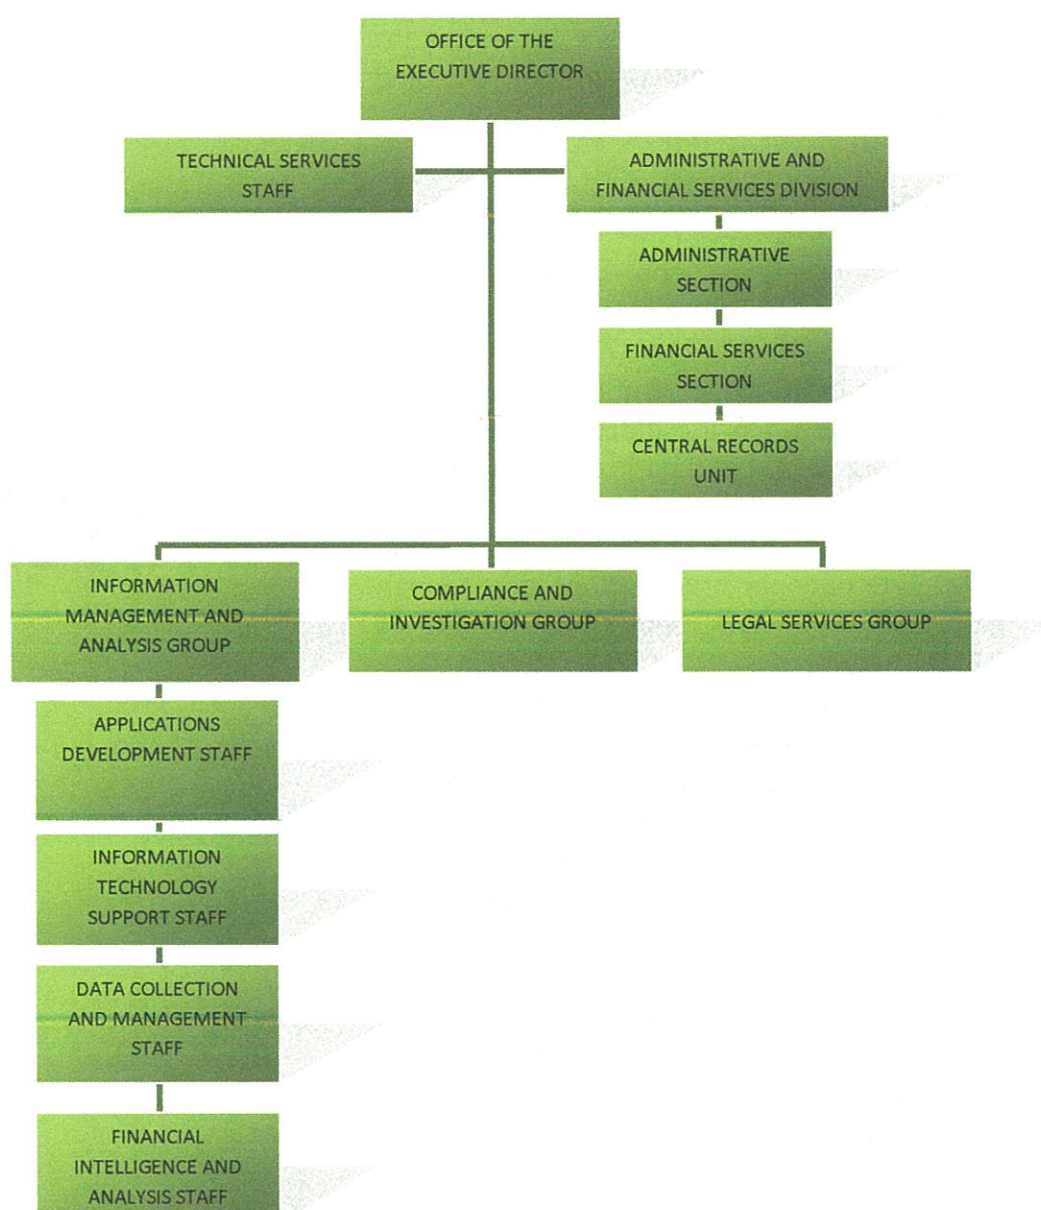 OFFICE OF THE
EXECUTIVE DIRECTOR
TECHNICAL SERVICES
STAFF
ADMINISTRATIVE AND
FINANCIAL SERVICES DIVISION
ADMINISTRATIVE
SECTION
FINANCIAL SERVICES
SECTION
CENTRAL RECORDS
UNIT
INFORMATION
MANAGEMENT AND
ANALYSIS GROUP
COMPLIANCE AND
INVESTIGATION GROUP
LEGAL SERVICES GROUP
APPLICATIONS
DEVELOPMENT STAFF
INFORMATION
TECHNOLOGY
SUPPORT STAFF
DATA COLLECTION
AND MANAGEMENT
STAFF
FINANCIAL
INTELLIGENCE AND
ANALYSIS STAFF